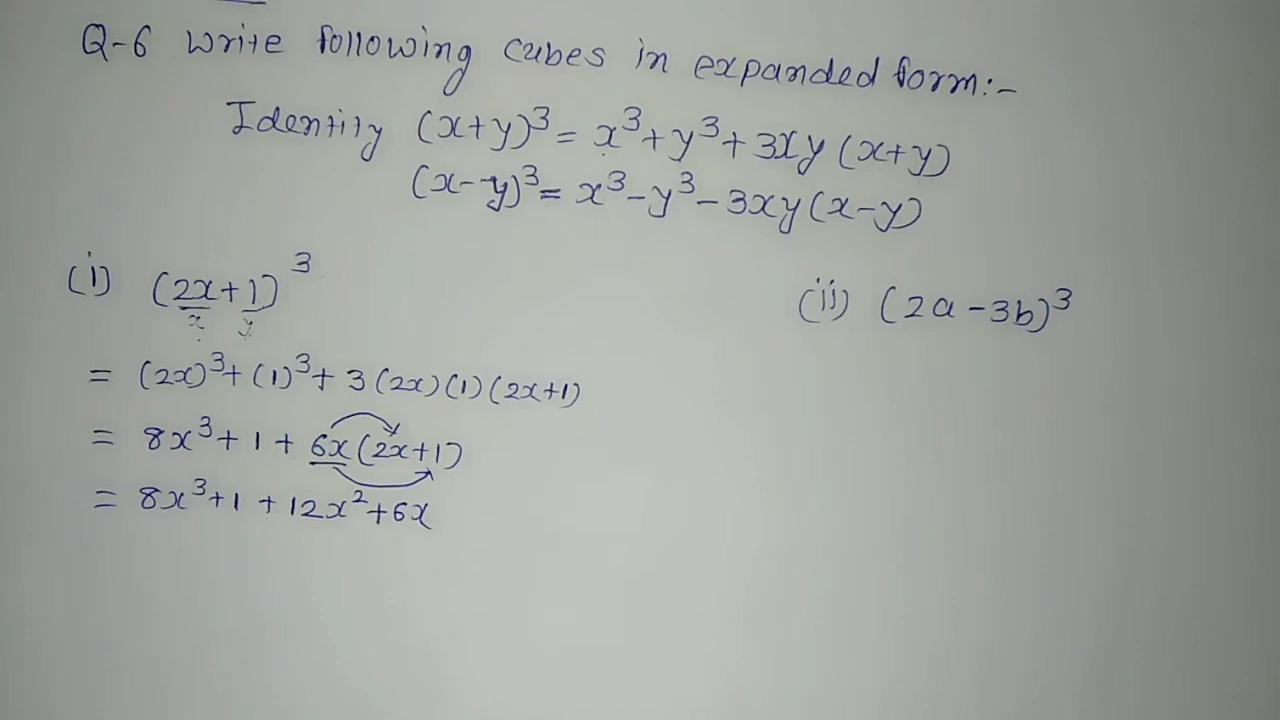 Q-6 Write following cubes in expanded form:-
Identity (x+y)³ = x³+y³+3xy(x+y)
(x-y)³ = x³-y³-3xy(x-y)
(i) (2x+1)³
x y
= (2x)³+(1)³+3(2x)(1)(2x+1)
= 8x³+1+6x(2x+1)
= 8x³+1+12x²+6x
(ii) (2a-3b)³